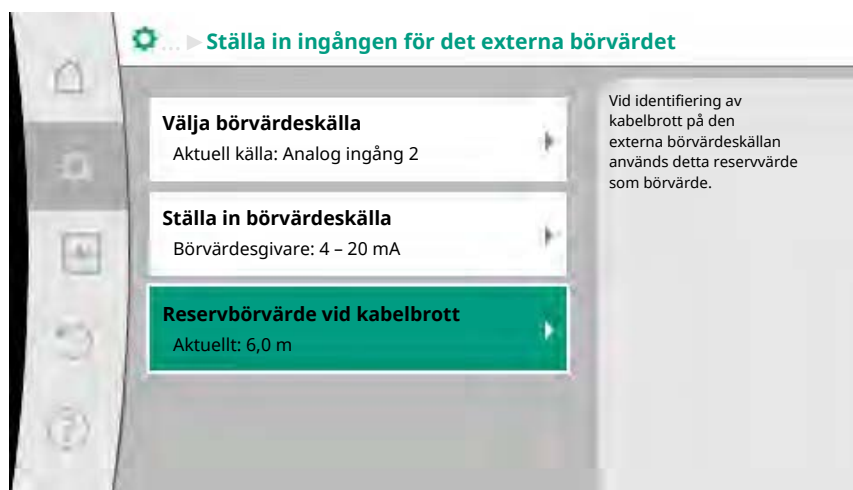 ... ▶ Ställa in ingången för det externa börvärdet
Välja börvärdeskälla
Aktuell källa: Analog ingång 2
Ställa in börvärdeskälla
Börvärdesgivare: 4 – 20 mA
Reservbörvärde vid kabelbrott
Aktuellt: 6,0 m
Vid identifiering av
kabelbrott på den
externa börvärdeskällan
används detta reservvärde
som börvärde.